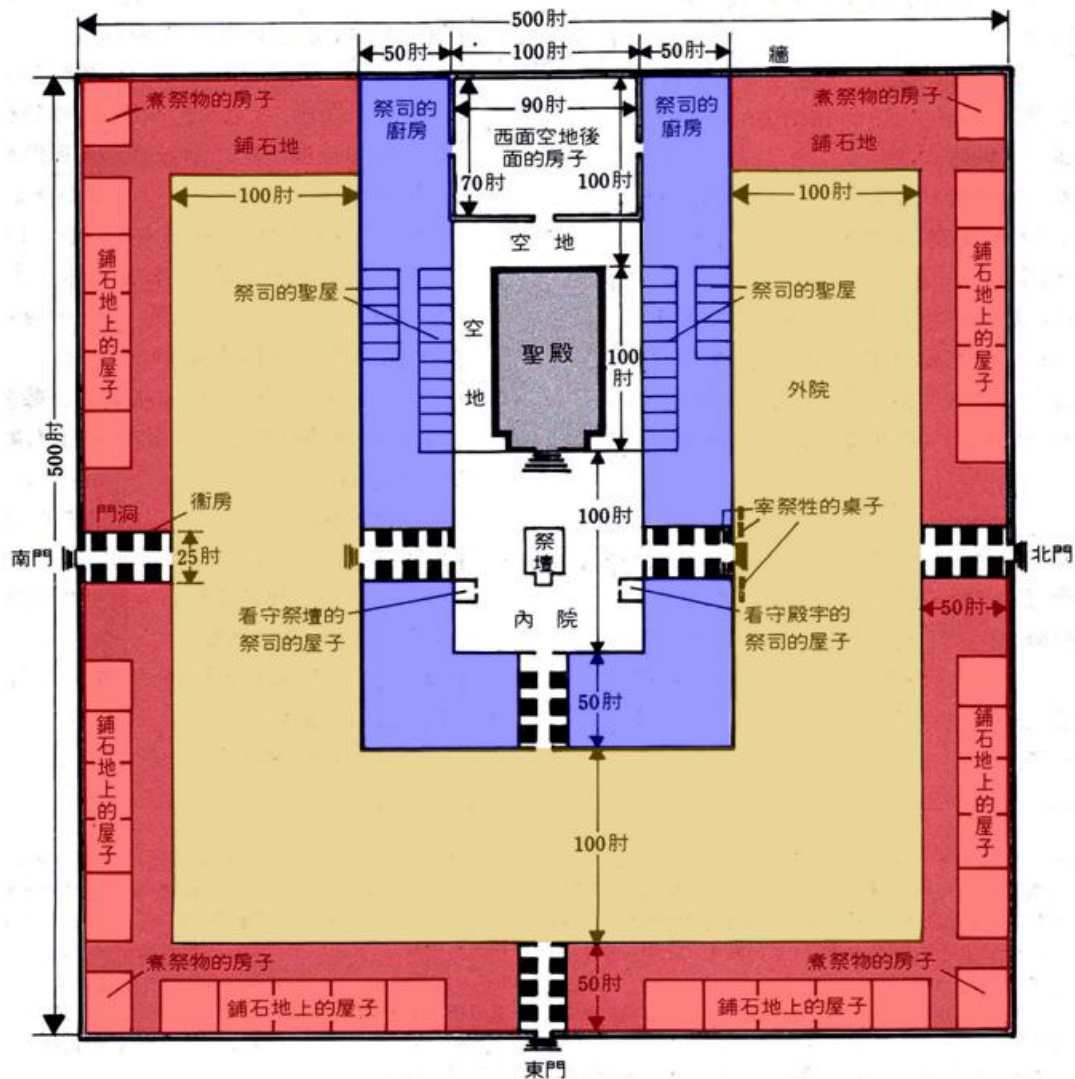 500肘
50肘
100肘
50肘
牆
煮祭物的房子
祭司的
廚房
90肘
祭司的
廚房
煮祭物的房子
鋪石地
西面空地後
面的房子
鋪石地
100肘
70肘
100肘
100肘
空地
鋪石地上的屋子
祭司的聖屋
空地
聖殿
100肘
祭司的聖屋
鋪石地上的屋子
外院
500肘
衞房
門洞
100肘
宰祭牲的桌子
南門
25肘
祭壇
北門
50肘
看守祭壇的
祭司的屋子
內院
看守殿宇的
祭司的屋子
50肘
鋪石地上的屋子
鋪石地上的屋子
100肘
煮祭物的房子
煮祭物的房子
50肘
鋪石地上的屋子
鋪石地上的屋子
東門